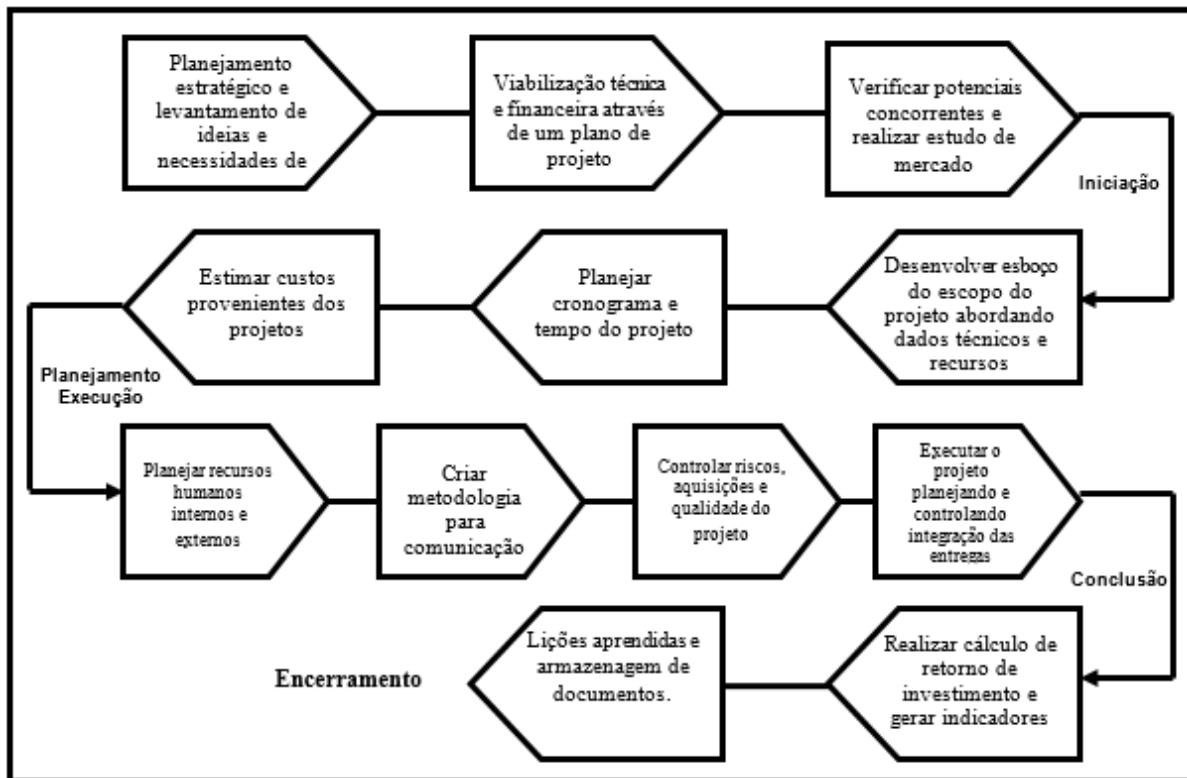 Planejamento
estratégico e
levantamento de
ideias e
necessidades de
Viabilização técnica
e financeira através
de um plano de
projeto
Verificar potenciais
concorrentes e
realizar estudo de
mercado
Iniciação
Desenvolver esboço
do escopo do
projeto abordando
dados técnicos e
recursos
Planejar
cronograma e
tempo do projeto
Estimar custos
provenientes dos
projetos
Planejamento
Execução
Planejar recursos
humanos
internos e
externos
Criar
metodologia
para
comunicação
Controlar riscos,
aquisições e
qualidade do
projeto
Executar o
projeto
planejando e
controlando
integração das
entregas
Conclusão
Realizar cálculo de
retorno de
investimento e
gerar indicadores
Lições aprendidas e
armazenagem de
documentos.
Encerramento